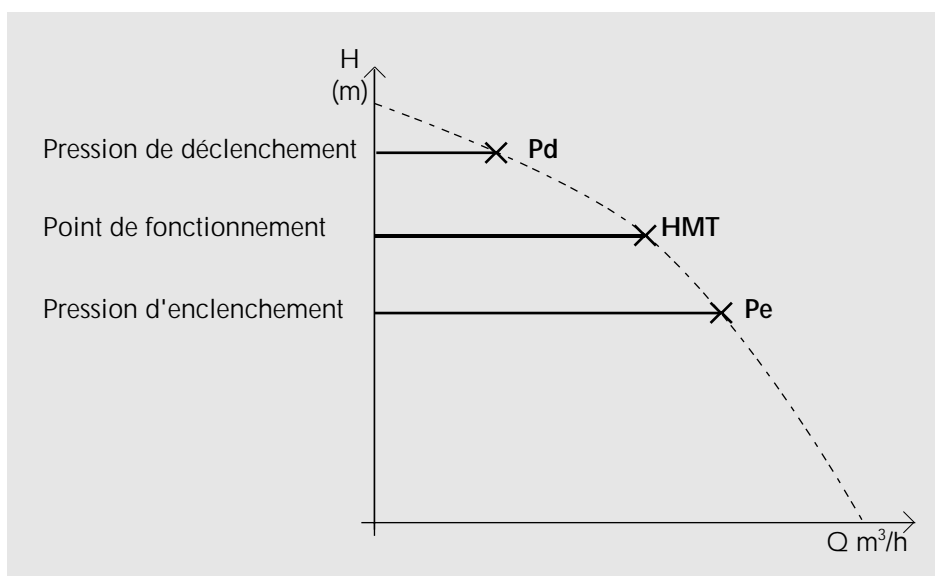 H
(m)
Pression de déclenchement Pd
Point de fonctionnement HMT
Pression d'enclenchement Pe
Q m³/h